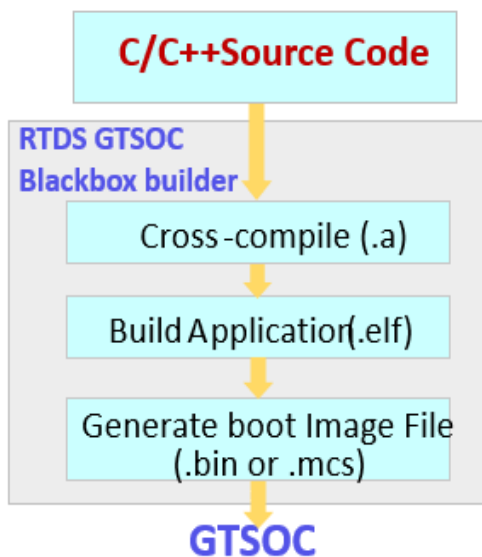 C/C++Source Code
RTDS GTSOC
Blackbox builder
Cross-compile (.a)
Build Application(.elf)
Generate boot Image File
(.bin or .mcs)
GTSOC